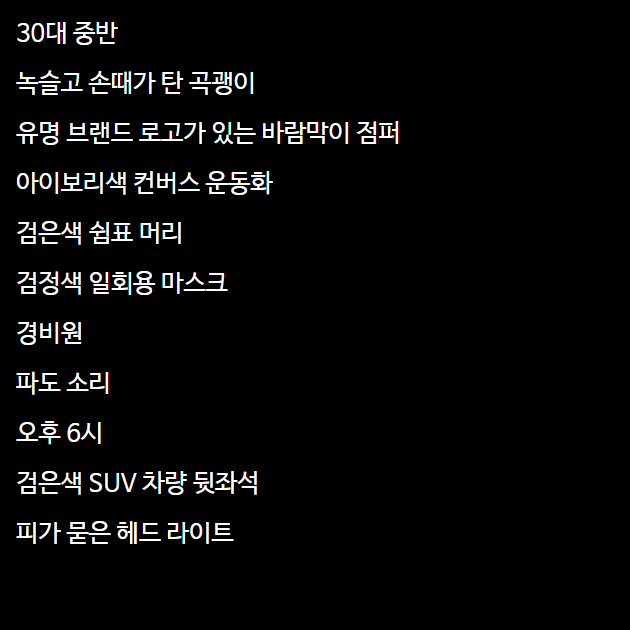 30대 중반
녹슬고 손때가 탄 곡괭이
유명 브랜드 로고가 있는 바람막이 점퍼
아이보리색 컨버스 운동화
검은색 쉼표 머리
검정색 일회용 마스크
경비원
파도 소리
오후 6시
검은색 SUV 차량 뒷좌석
피가 묻은 헤드 라이트